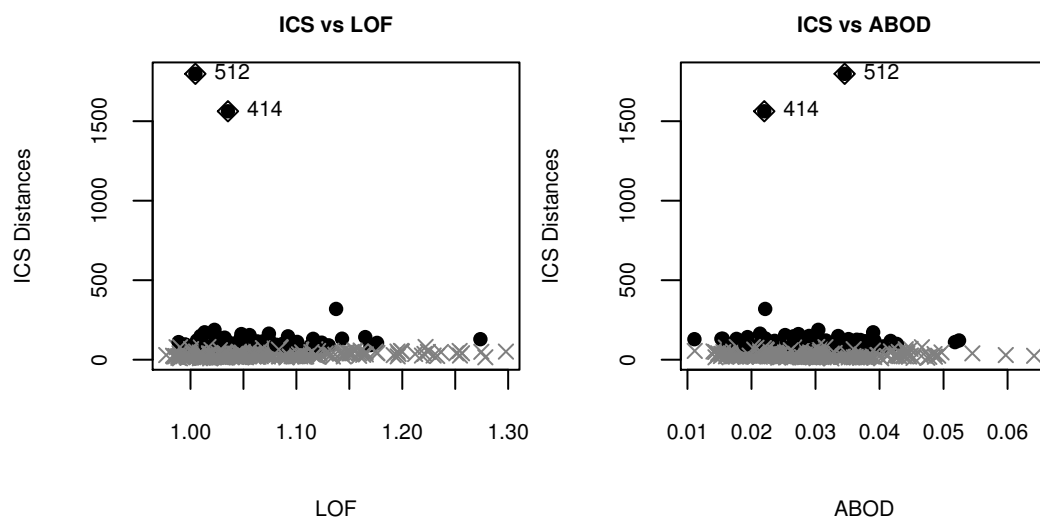 ICS vs LOF
512
414
1500
1000
500
0
ICS Distances
1.00 1.10 1.20 1.30
LOF
ICS vs ABOD
512
414
1500
1000
500
0
ICS Distances
0.01 0.02 0.03 0.04 0.05 0.06
ABOD